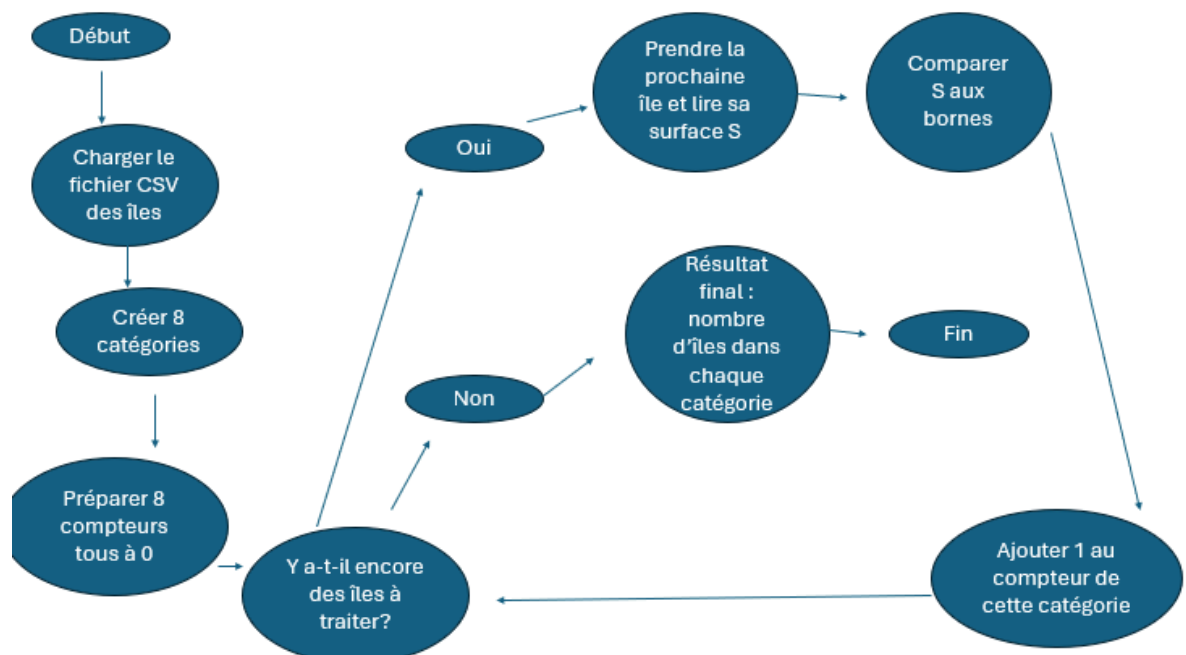 Début
Charger le
fichier CSV
des îles
Créer 8
catégories
Préparer 8
compteurs
tous à 0
Y a-t-il encore
des îles à
traiter?
Oui
Prendre la
prochaine
île et lire sa
surface S
Comparer
S aux
bornes
Ajouter 1 au
compteur de
cette catégorie
Non
Résultat
final :
nombre
d'îles dans
chaque
catégorie
Fin